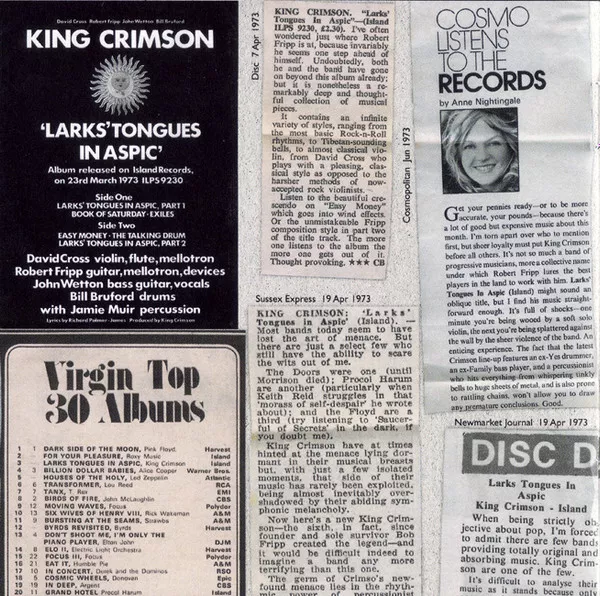 David Cross Robert Fripp John Wetton Bill Bruford
KING CRIMSON
'LARKS' TONGUES
IN ASPIC'
Album released on Island Records,
on 23rd March 1973 ILPS 9230
Side One
LARKS' TONGUES IN ASPIC, PART 1
BOOK OF SATURDAY · EXILES
Side Two
EASY MONEY · THE TALKING DRUM
LARKS' TONGUES IN ASPIC, PART 2
David Cross violin, flute, mellotron
Robert Fripp guitar, mellotron, devices
John Wetton bass guitar, vocals
Bill Bruford drums
with Jamie Muir percussion
Lyrics by Richard Palmer-James Produced by King Crimson
Virgin Top
30 Albums
1 1 DARK SIDE OF THE MOON, Pink Floyd Harvest
2 - FOR YOUR PLEASURE, Roxy Music Island
3 - LARKS TONGUES IN ASPIC, King Crimson Island
4 3 BILLION DOLLAR BABIES, Alice Cooper Warner Bros.
5 - HOUSES OF THE HOLY, Led Zeppelin Atlantic
6 6 TRANSFORMER, Lou Reed RCA
7 7 TANX, T. Rex EMI
8 2 BIRDS OF FIRE, John McLaughlin CBS
9 12 MOVING WAVES, Focus Polydor
10 13 SIX WIVES OF HENRY VIII, Rick Wakeman A&M
11 9 BURSTING AT THE SEAMS, Strawbs A&M
12 - BYRDS REVISITED, Byrds Harvest
13 4 DON'T SHOOT ME, I'M ONLY THE
PIANO PLAYER, Elton John DJM
14 8 ELO II, Electric Light Orchestra Harvest
15 22 FOCUS III, Focus Polydor
16 21 EAT IT, Humble Pie A&M
17 - IN CONCERT, Derek and the Dominos RSO
18 5 COSMIC WHEELS, Donovan Epic
19 19 IN DEEP, Argent CBS
20 11 GRAND HOTEL Procol Harum Island
Disc 7 Apr 1973
KING CRIMSON. "Larks'
Tongues In Aspic"—(Island
ILPS 9230, £2.30). I've often
wondered just where Robert
Fripp is at, because invariably
he seems one step ahead of
himself. Undoubtedly, both
he and the band have gone
on beyond this album already;
but it is nonetheless a re-
markably deep and thought-
ful collection of musical
pieces.
It contains an infinite
variety of styles, ranging from
the most basic Rock-n-Roll
rhythms, to Tibetan-sounding
bells, to almost classical vio-
lin, from David Cross who
plays with a pleasing, clas-
sical style as opposed to the
harsher methods of now-
accepted rock violinists.
Listen to the beautiful cre-
scendo on "Easy Money"
which goes into wind effects.
Or the unmistakable Fripp
composition style in part two
of the title track. The more
one listens to the album the
more one gets out of it.
Thought provoking. ★★★ CB
Sussex Express 19 Apr 1973
KING CRIMSON: 'Larks'
Tongues in Aspic' (Island). —
Most bands today seem to have
lost the art of menace. But
there are just a select few who
still have the ability to scare
the wits out of me.
The Doors were one (until
Morrison died); Procol Harum
are another (particularly when
Keith Reid struggles in that
'morass of self-despair' he wrote
about); and the Floyd are
a third (try listening to 'Saucer-
ful of Secrets' in the dark, if
you doubt me).
King Crimson have at times
hinted at the menace lying dor-
mant in their musical breasts
but, with just a few isolated
moments, that side of their
music has rarely been exploited,
being almost inevitably over-
shadowed by their abiding sym-
phonic melancholy.
Now here's a new King Crim-
son—the sixth, in fact, since
founder and sole survivor Bob
Fripp created the legend—and
it would be difficult indeed to
imagine a band any more
terrifying than this one.
The germ of Crimso's new-
found menace lies in the rhyth-
mic power of percussionist
Cosmopolitan Jun 1973
COSMO
LISTENS
TO THE
RECORDS
by Anne Nightingale
Get your pennies ready—or to be more
accurate, your pounds—because there's
a lot of good but expensive music about this
month. I'm torn apart over who to mention
first, but sheer loyalty must put King Crimson
before all others. It's not so much a band of
progressive musicians, more a collective name
under which Robert Fripp lures the best
players in the land to work with him. Larks'
Tongues In Aspic (Island) might sound an
oblique title, but I find his music straight-
forward enough. It's full of shocks—one
minute you're being wooed by a soft solo
violin, the next you're being splattered against
the wall by the sheer violence of the band. An
enticing experience. The fact that the latest
Crimson line-up features an ex-Yes drummer,
an ex-Family bass player, and a percussionist
who hits everything from whispering tinkly
bells to huge sheets of metal, and is also prone
to rattling chains, won't allow you to draw
any premature conclusions. Good.
Newmarket Journal 19 Apr 1973
DISC D
Larks Tongues In
Aspic
King Crimson - Island
When being strictly ob
jective about pop, I'm forced
to admit there are few bands
providing totally original and
absorbing music. King Crim-
son are one of the few.
It's difficult to analyse their
music as it stands because only